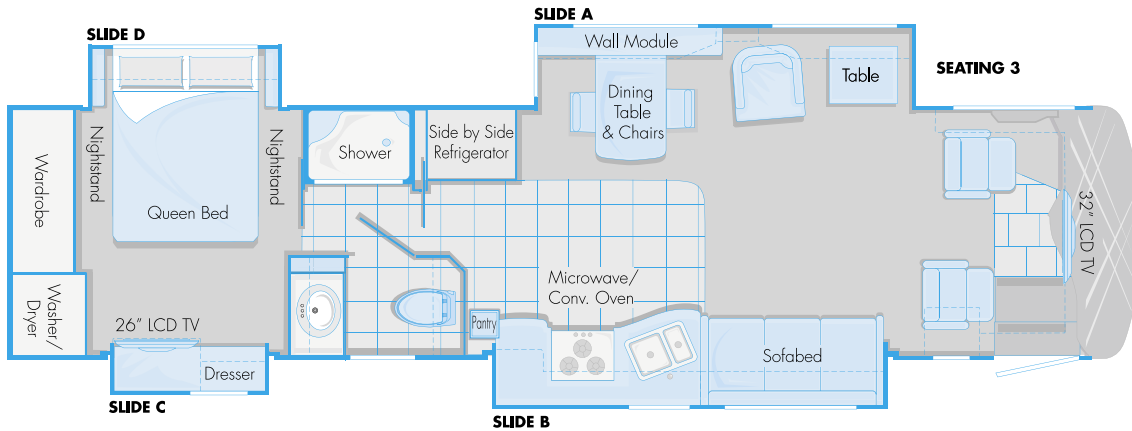 SLIDE A
SLIDE D
Wall Module
SEATING 3
Table
Dining
Table
& Chairs
Side by Side
Refrigerator
Shower
Nightstand
Nightstand
Wardrobe
Queen Bed
32" LCD TV
Microwave/
Conv. Oven
Washer/
Dryer
26" LCD TV
Pantry
Sofabed
Dresser
SLIDE C
SLIDE B